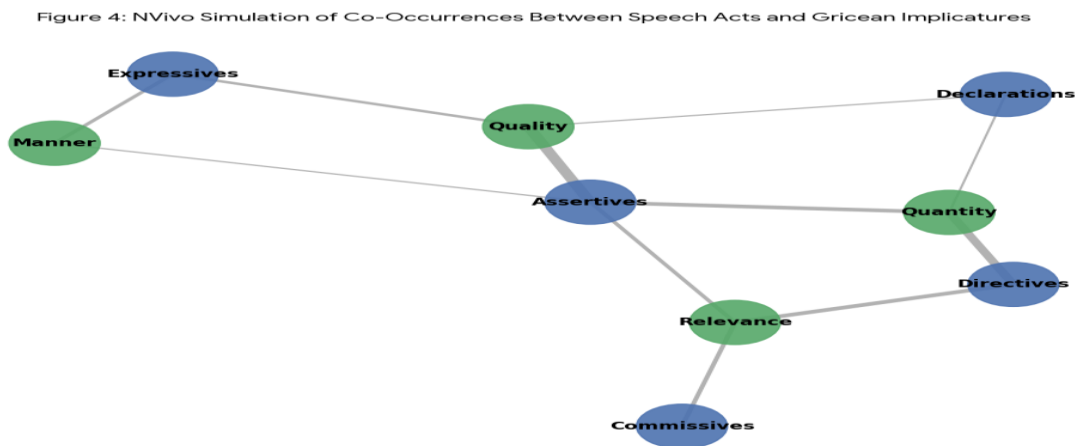 Figure 4: NVivo Simulation of Co-Occurrences Between Speech Acts and Gricean Implicatures
Expressives
Declarations
Quality
Manner
Assertives
Quantity
Directives
Relevance
Commissives